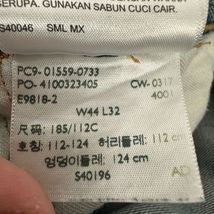 SERUPA. GUNAKAN SABUN CUCI CAIR.
S40046 SML MX
PC9- 01559-0733
PO- 4100323405 CW-0317
E9818-2 4001
W44 L32
尺码: 185/112C
호칭: 112-124 허리둘레: 112 cm
엉덩이둘레: 124 cm
S40196 AD